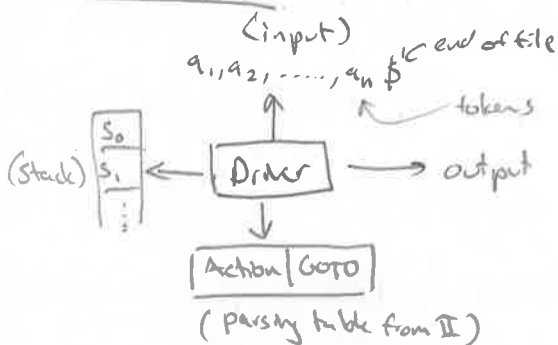 (input)
a₁, a₂, ....., aₙ $ end of file
tokens
S₀
(Stack) S₁ Driver output
⋮
Action | GOTO
(parsing table from II)